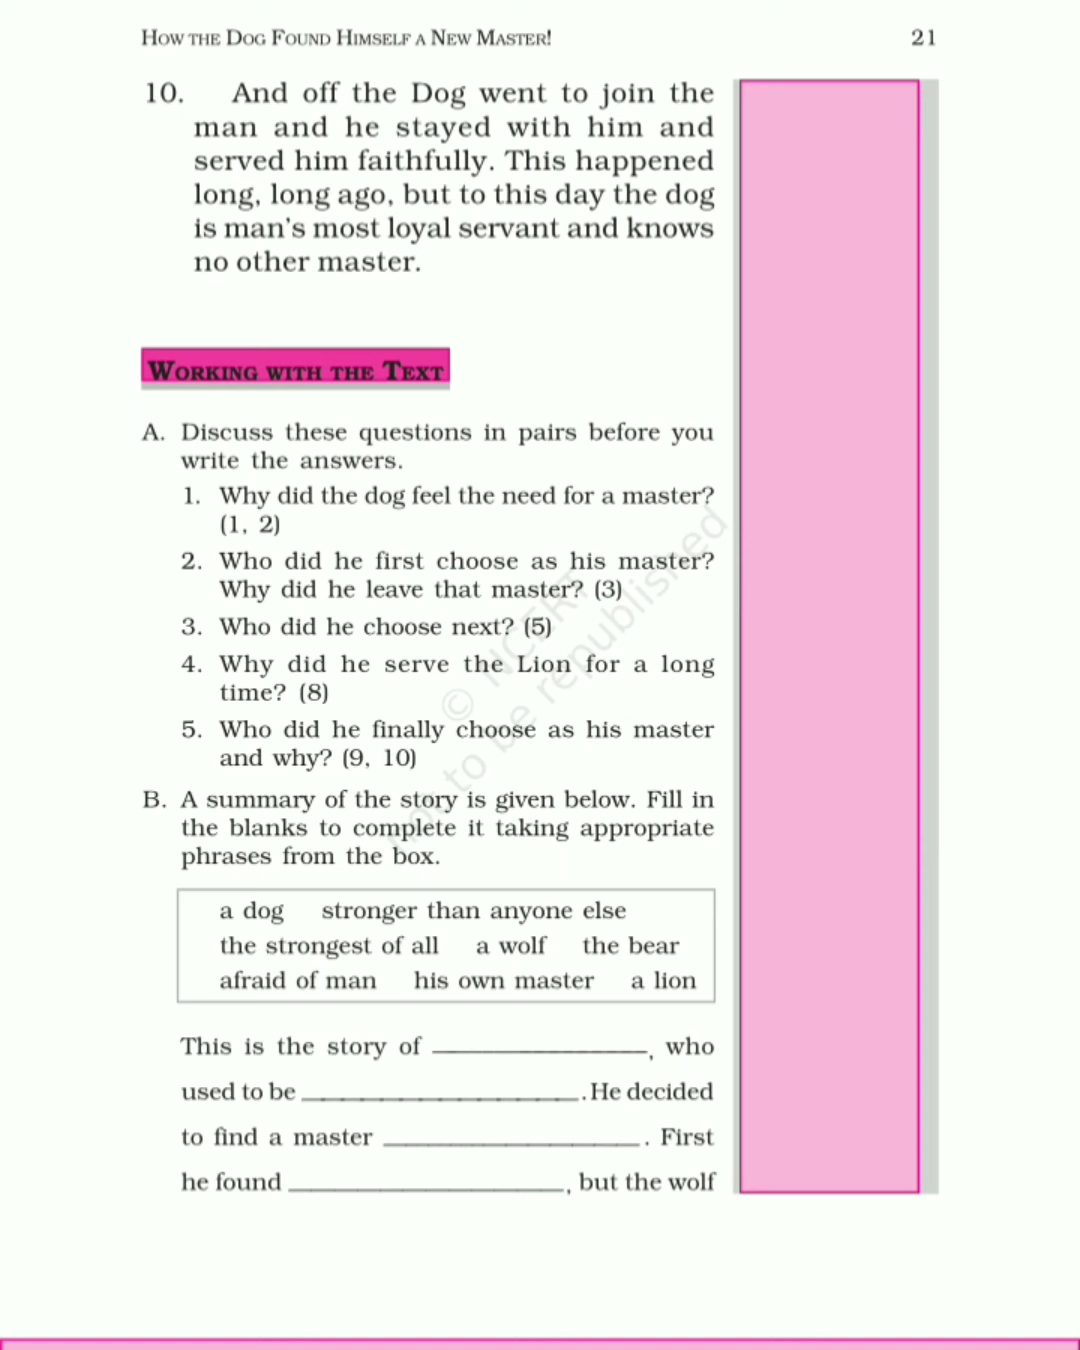 HOW THE DOG FOUND HIMSELF A NEW MASTER! 21
10. And off the Dog went to join the
man and he stayed with him and
served him faithfully. This happened
long, long ago, but to this day the dog
is man's most loyal servant and knows
no other master.
WORKING WITH THE TEXT
A. Discuss these questions in pairs before you
write the answers.
1. Why did the dog feel the need for a master?
(1, 2)
2. Who did he first choose as his master?
Why did he leave that master? (3)
3. Who did he choose next? (5)
4. Why did he serve the Lion for a long
time? (8)
5. Who did he finally choose as his master
and why? (9, 10)
B. A summary of the story is given below. Fill in
the blanks to complete it taking appropriate
phrases from the box.
a dog stronger than anyone else
the strongest of all a wolf the bear
afraid of man his own master a lion
This is the story of ______________, who
used to be __________________. He decided
to find a master _________________. First
he found __________________, but the wolf
© NCERT
not to be republished